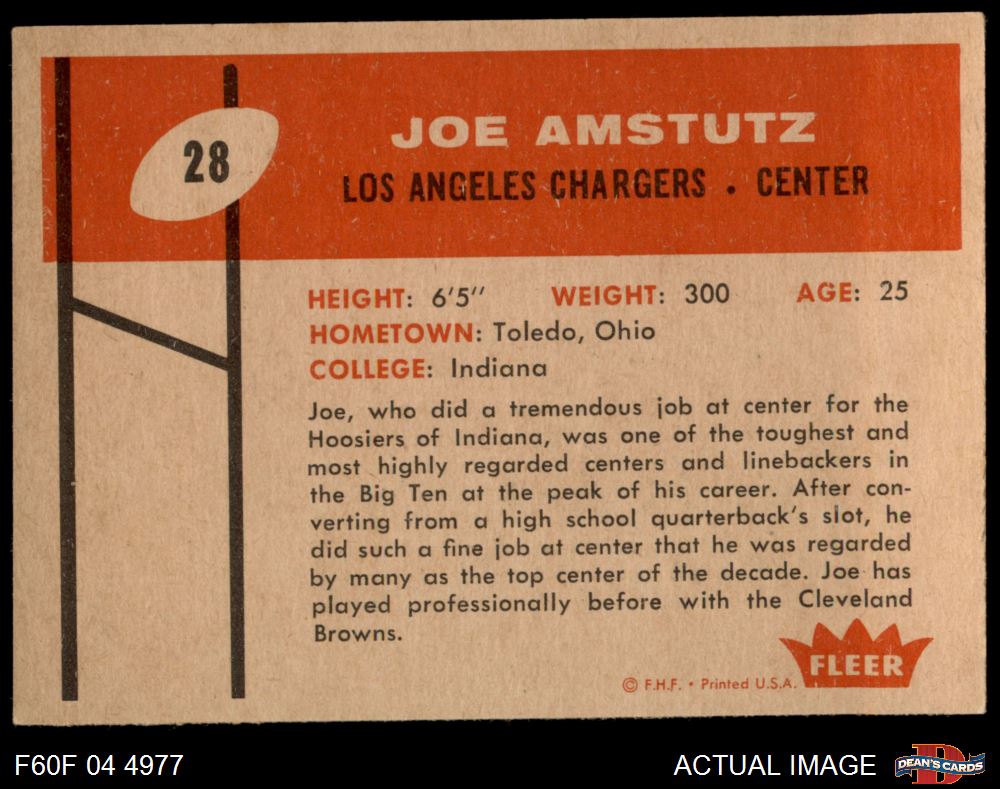 28
JOE AMSTUTZ
LOS ANGELES CHARGERS . CENTER
HEIGHT: 6'5" WEIGHT: 300 AGE: 25
HOMETOWN: Toledo, Ohio
COLLEGE: Indiana
Joe, who did a tremendous job at center for the
Hoosiers of Indiana, was one of the toughest and
most highly regarded centers and linebackers in
the Big Ten at the peak of his career. After con-
verting from a high school quarterback's slot, he
did such a fine job at center that he was regarded
by many as the top center of the decade. Joe has
played professionally before with the Cleveland
Browns.
FLEER
© F.H.F. • Printed U.S.A.
F60F 04 4977
ACTUAL IMAGE
D
DEAN'S CARDS